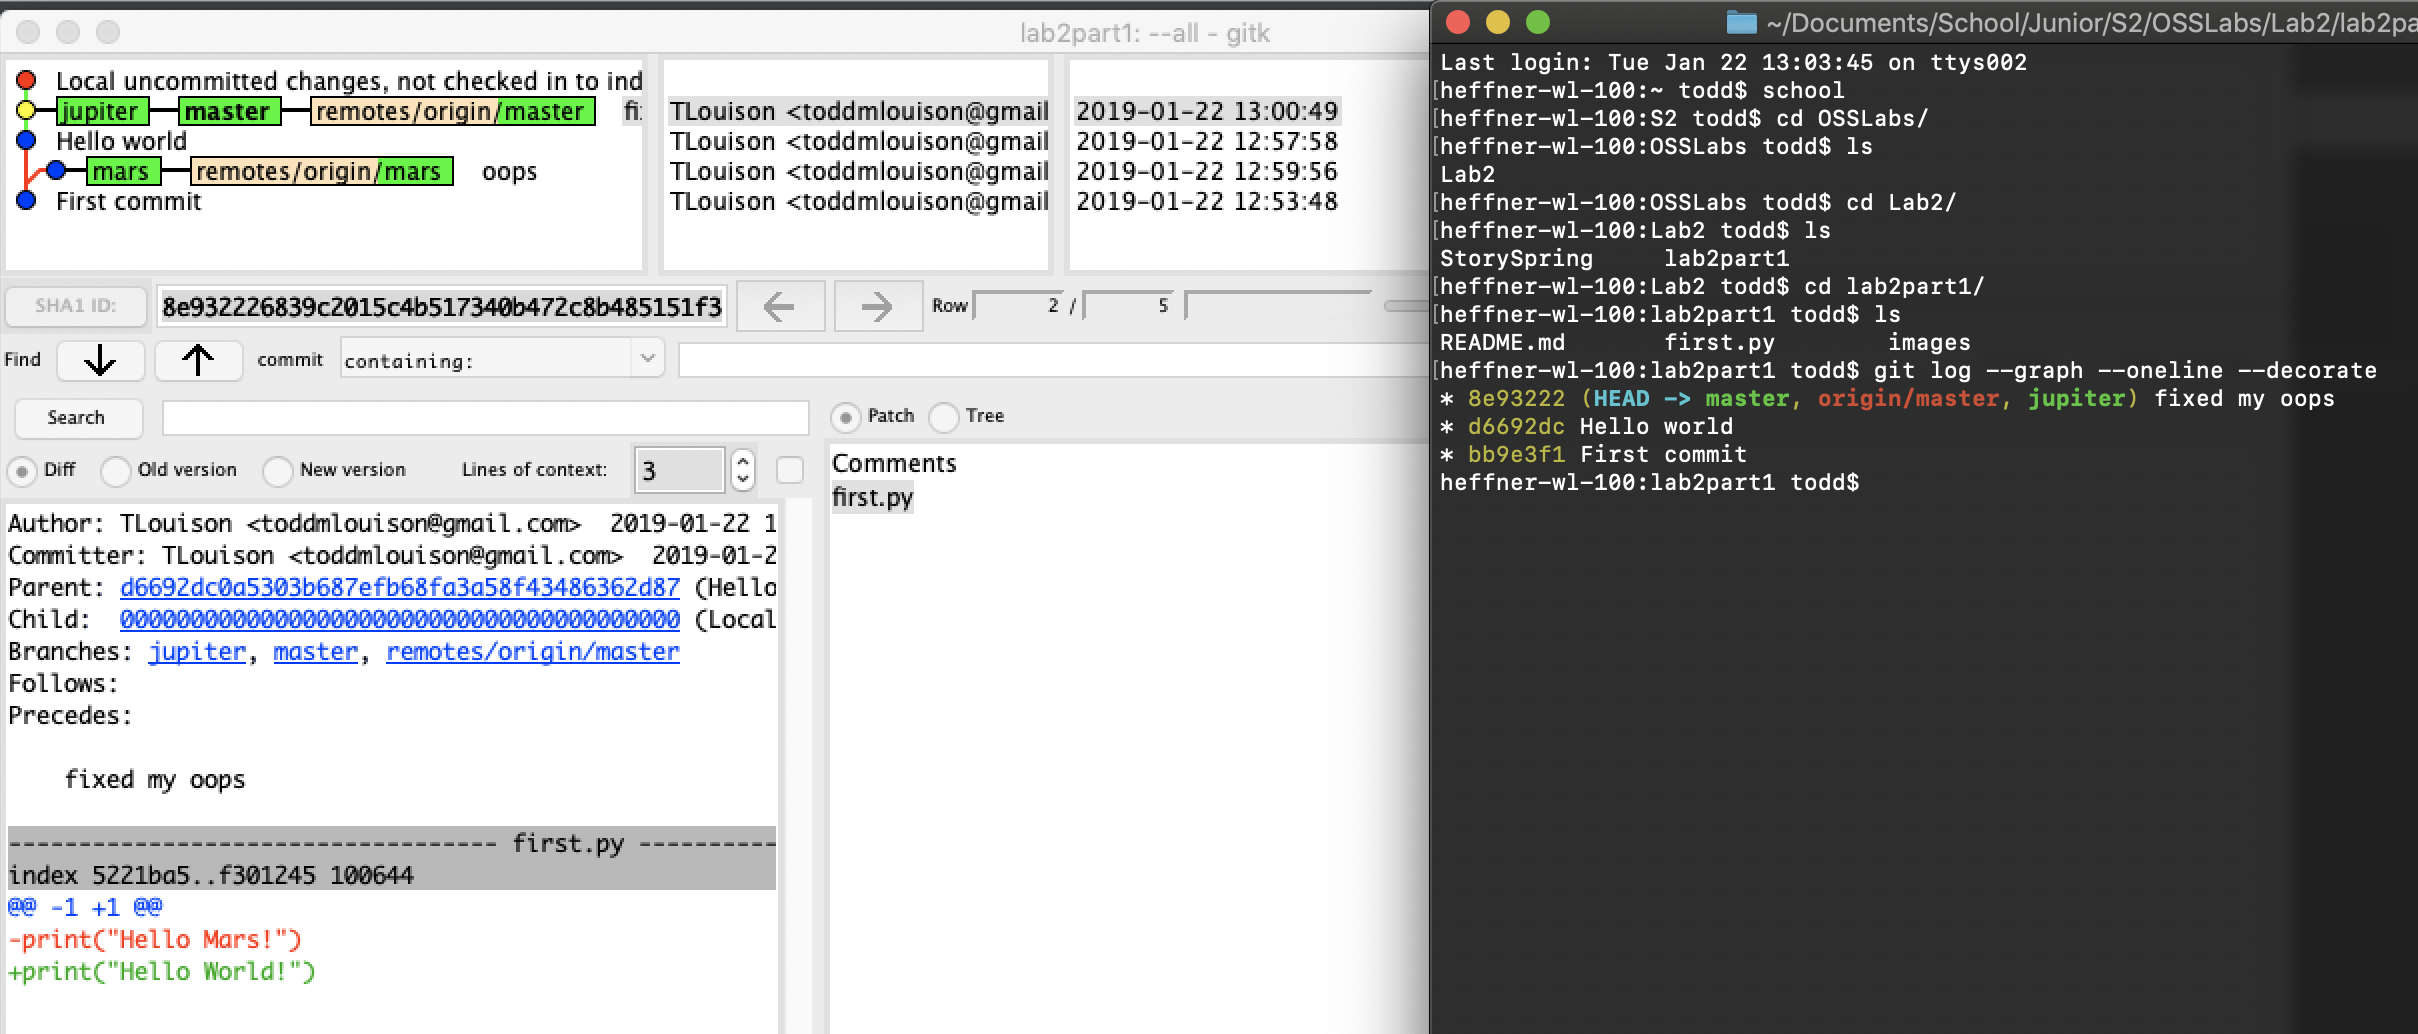 lab2part1: --all - gitk
Local uncommitted changes, not checked in to ind
jupiter master remotes/origin/master
Hello world
mars remotes/origin/mars oops
First commit
TLouison <toddmlouison@gmail
TLouison <toddmlouison@gmail
TLouison <toddmlouison@gmail
TLouison <toddmlouison@gmail
2019-01-22 13:00:49
2019-01-22 12:57:58
2019-01-22 12:59:56
2019-01-22 12:53:48
SHA1 ID: 8e932226839c2015c4b517340b472c8b485151f3 Row 2 / 5
Find commit containing:
Search
Patch Tree
Diff Old version New version Lines of context: 3
Comments
first.py
Author: TLouison <toddmlouison@gmail.com> 2019-01-22 1
Committer: TLouison <toddmlouison@gmail.com> 2019-01-2
Parent: d6692dc0a5303b687efb68fa3a58f43486362d87 (Hello
Child: 0000000000000000000000000000000000000000 (Local
Branches: jupiter, master, remotes/origin/master
Follows:
Precedes:
fixed my oops
----------------------------------- first.py ----------
index 5221ba5..f301245 100644
@@ -1 +1 @@
-print("Hello Mars!")
+print("Hello World!")
~/Documents/School/Junior/S2/OSSLabs/Lab2/lab2pa
Last login: Tue Jan 22 13:03:45 on ttys002
[heffner-wl-100:~ todd$ school
[heffner-wl-100:S2 todd$ cd OSSLabs/
[heffner-wl-100:OSSLabs todd$ ls
Lab2
[heffner-wl-100:OSSLabs todd$ cd Lab2/
[heffner-wl-100:Lab2 todd$ ls
StorySpring lab2part1
[heffner-wl-100:Lab2 todd$ cd lab2part1/
[heffner-wl-100:lab2part1 todd$ ls
README.md first.py images
[heffner-wl-100:lab2part1 todd$ git log --graph --oneline --decorate
* 8e93222 (HEAD -> master, origin/master, jupiter) fixed my oops
* d6692dc Hello world
* bb9e3f1 First commit
heffner-wl-100:lab2part1 todd$